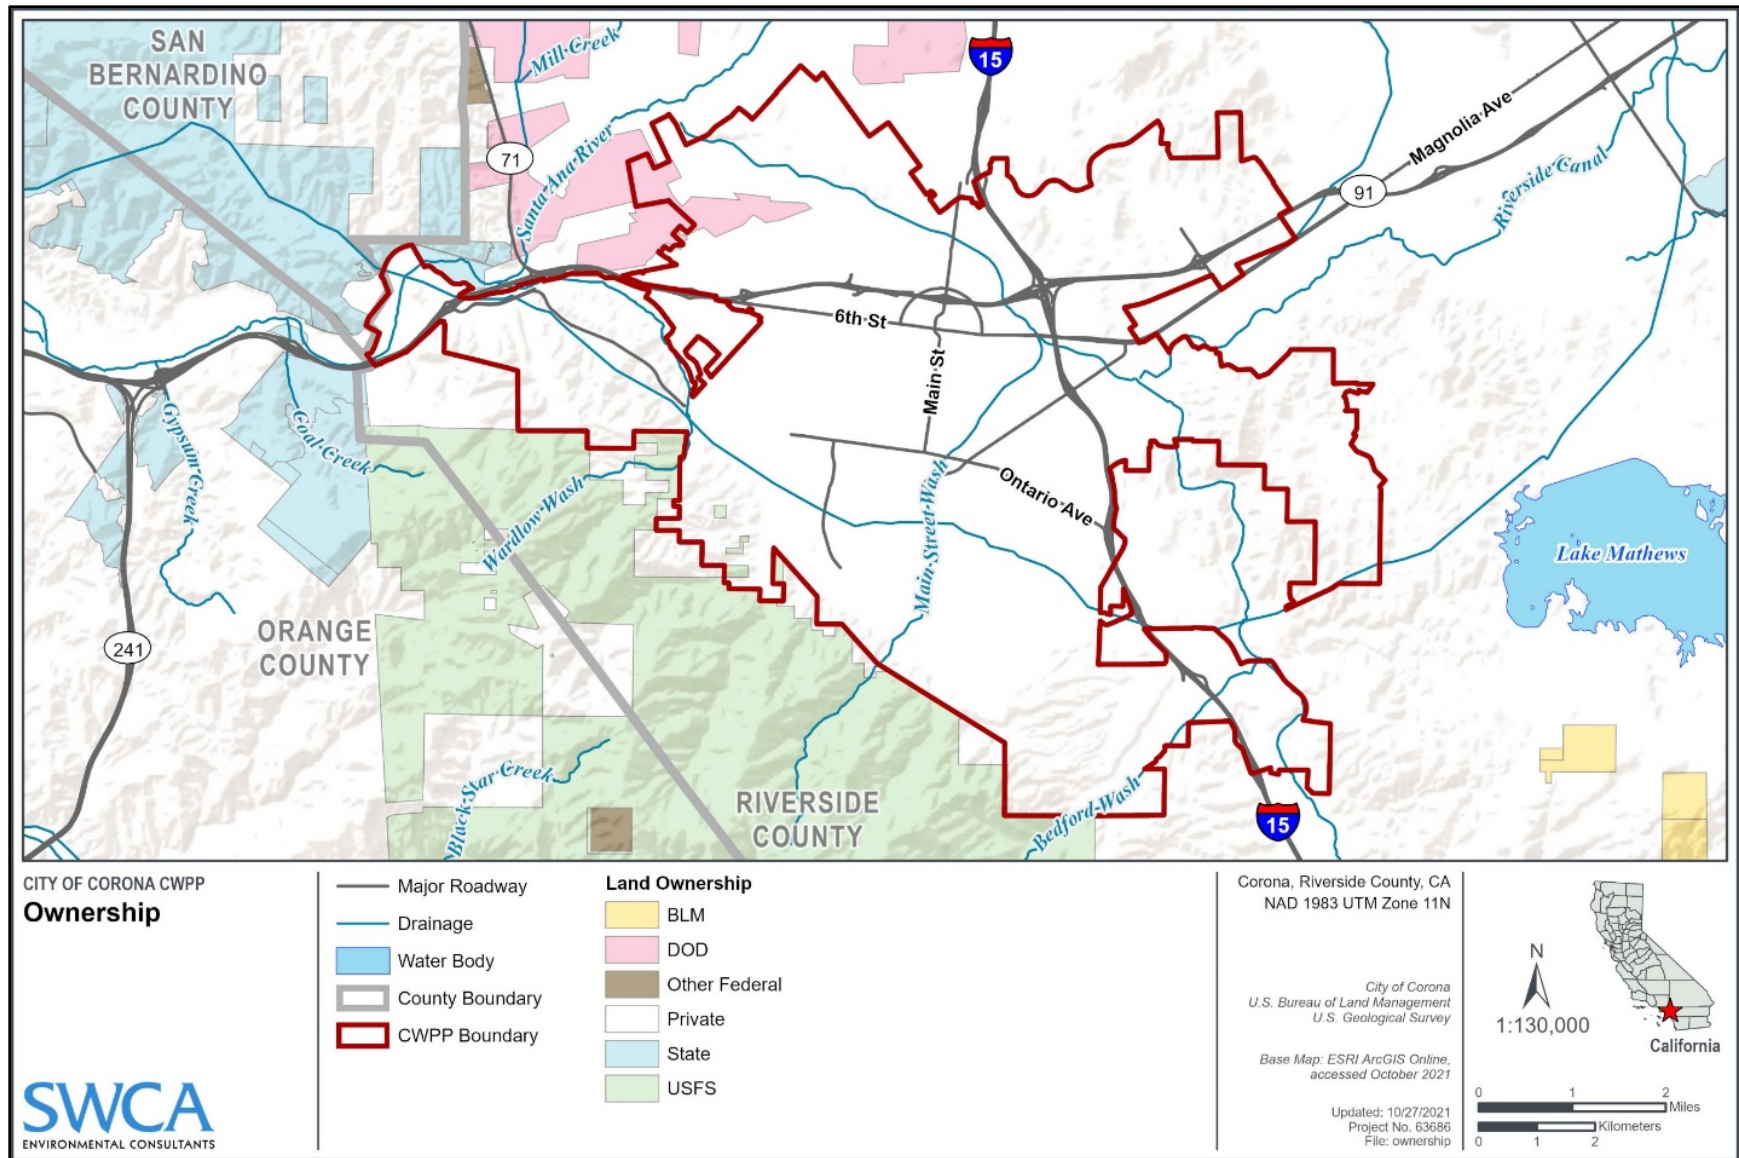 SAN
BERNARDINO
COUNTY
Mill Creek
15
71
Santa Ana River
Magnolia Ave
91
Riverside Canal
6th St
Main St
Gypsum Creek
Coal Creek
Wardlow Wash
Main Street Wash
Ontario Ave
Lake Mathews
ORANGE
COUNTY
241
Black Star Creek
RIVERSIDE
COUNTY
Bedford Wash
15
CITY OF CORONA CWPP
Ownership
SWCA
ENVIRONMENTAL CONSULTANTS
Major Roadway
Drainage
Water Body
County Boundary
CWPP Boundary
Land Ownership
BLM
DOD
Other Federal
Private
State
USFS
Corona, Riverside County, CA
NAD 1983 UTM Zone 11N
City of Corona
U.S. Bureau of Land Management
U.S. Geological Survey
Base Map: ESRI ArcGIS Online,
accessed October 2021
Updated: 10/27/2021
Project No. 63686
File: ownership
N
1:130,000
California
0 1 2
Miles
Kilometers
0 1 2